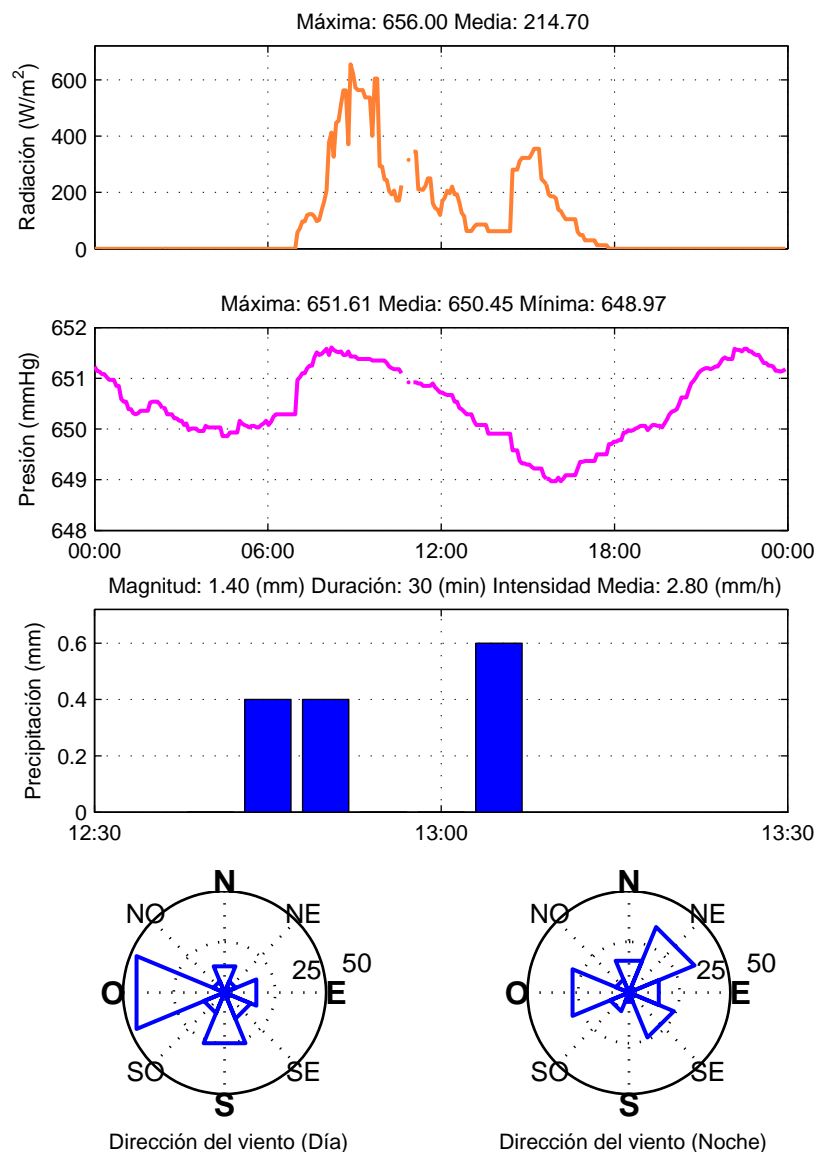 Máxima: 656.00 Media: 214.70
600
400
200
0
Radiación (W/m²)
Máxima: 651.61 Media: 650.45 Mínima: 648.97
652
651
650
649
648
Presión (mmHg)
00:00 06:00 12:00 18:00 00:00
Magnitud: 1.40 (mm) Duración: 30 (min) Intensidad Media: 2.80 (mm/h)
0.6
0.4
0.2
0
Precipitación (mm)
12:30 13:00 13:30
N N
NO NE NO NE
25 50 25 50
O E O E
SO SE SO SE
S S
Dirección del viento (Día) Dirección del viento (Noche)